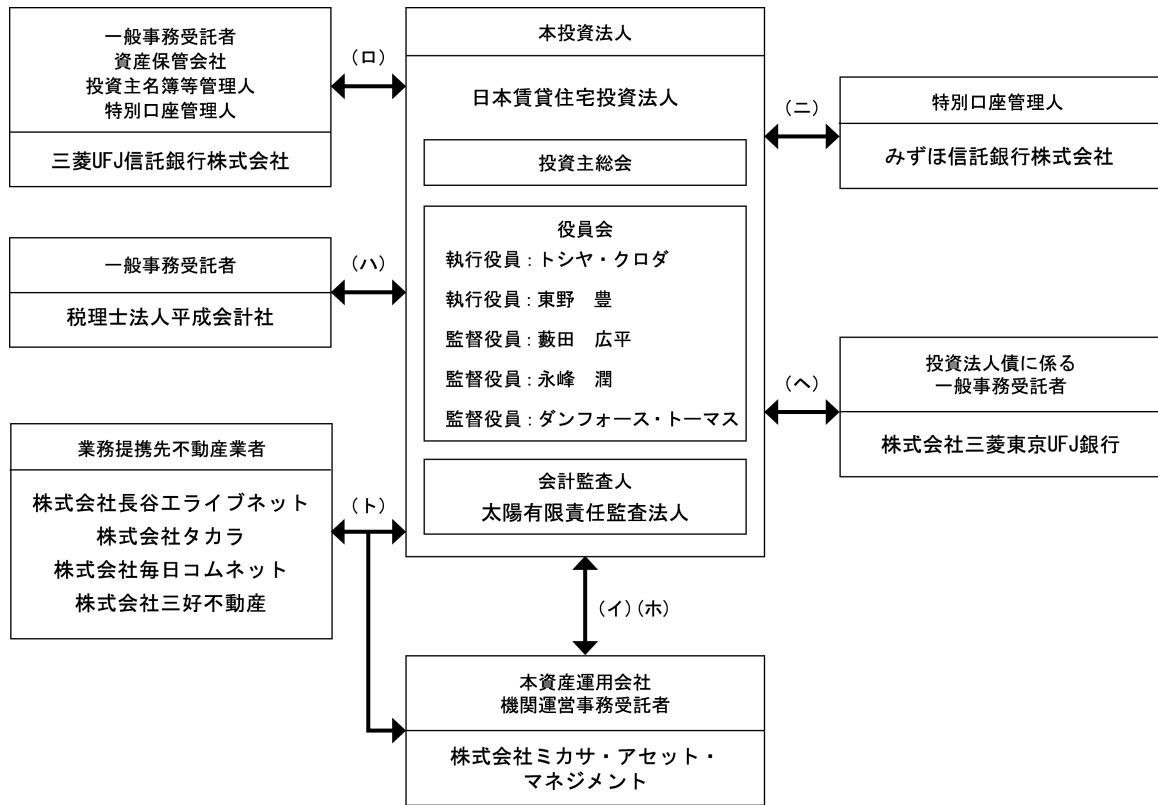 一般事務受託者
資産保管会社
投資主名簿等管理人
特別口座管理人
三菱UFJ信託銀行株式会社
(ロ)
一般事務受託者
税理士法人平成会計社
(ハ)
業務提携先不動産業者
株式会社長谷工ライブネット
株式会社タカラ
株式会社毎日コムネット
株式会社三好不動産
(ト)
本投資法人
日本賃貸住宅投資法人
投資主総会
役員会
執行役員:トシヤ・クロダ
執行役員:東野 豊
監督役員:藪田 広平
監督役員:永峰 潤
監督役員:ダンフォース・トーマス
会計監査人
太陽有限責任監査法人
(ニ)
特別口座管理人
みずほ信託銀行株式会社
(ヘ)
投資法人債に係る
一般事務受託者
株式会社三菱東京UFJ銀行
(イ)(ホ)
本資産運用会社
機関運営事務受託者
株式会社ミカサ・アセット・
マネジメント